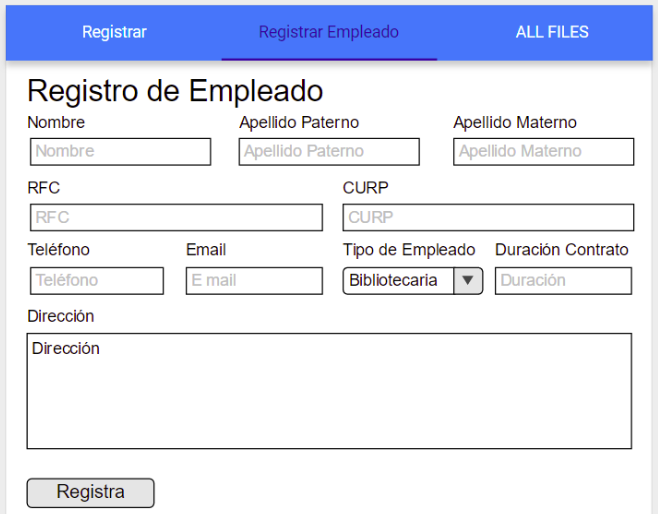 Registrar Registrar Empleado ALL FILES
Registro de Empleado
Nombre Apellido Paterno Apellido Materno
Nombre Apellido Paterno Apellido Materno
RFC CURP
RFC CURP
Teléfono Email Tipo de Empleado Duración Contrato
Teléfono E mail Bibliotecaria Duración
Dirección
Dirección
Registra